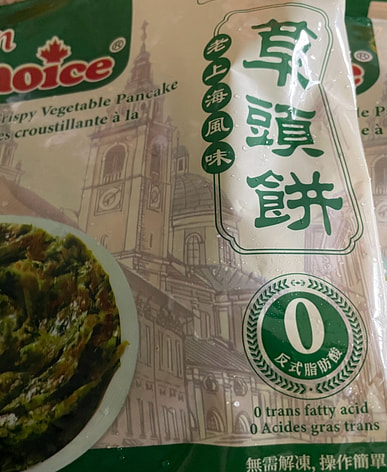 hoice®
Crispy Vegetable Pancake
croustillante à la
老上海風味
草頭餅
0
反式脂肪酸
0 trans fatty acid
0 Acides gras trans
無需解凍, 操作簡單